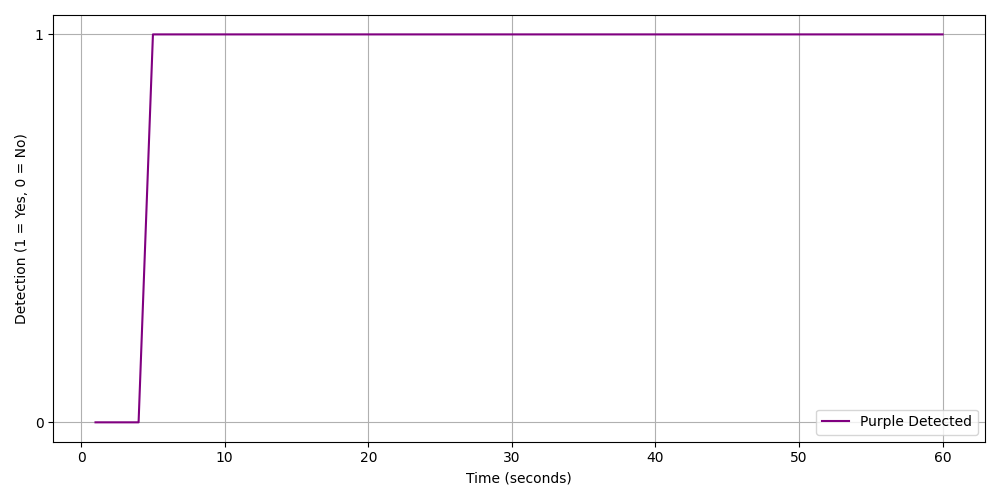 1
0
Detection (1 = Yes, 0 = No)
Purple Detected
0 10 20 30 40 50 60
Time (seconds)